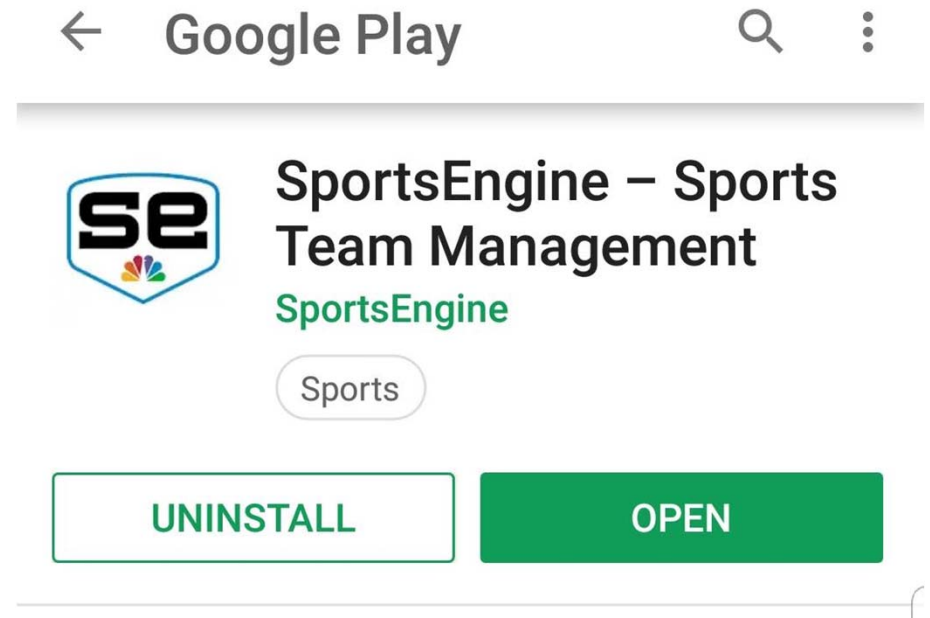 Google Play
se
SportsEngine – Sports
Team Management
SportsEngine
Sports
UNINSTALL
OPEN